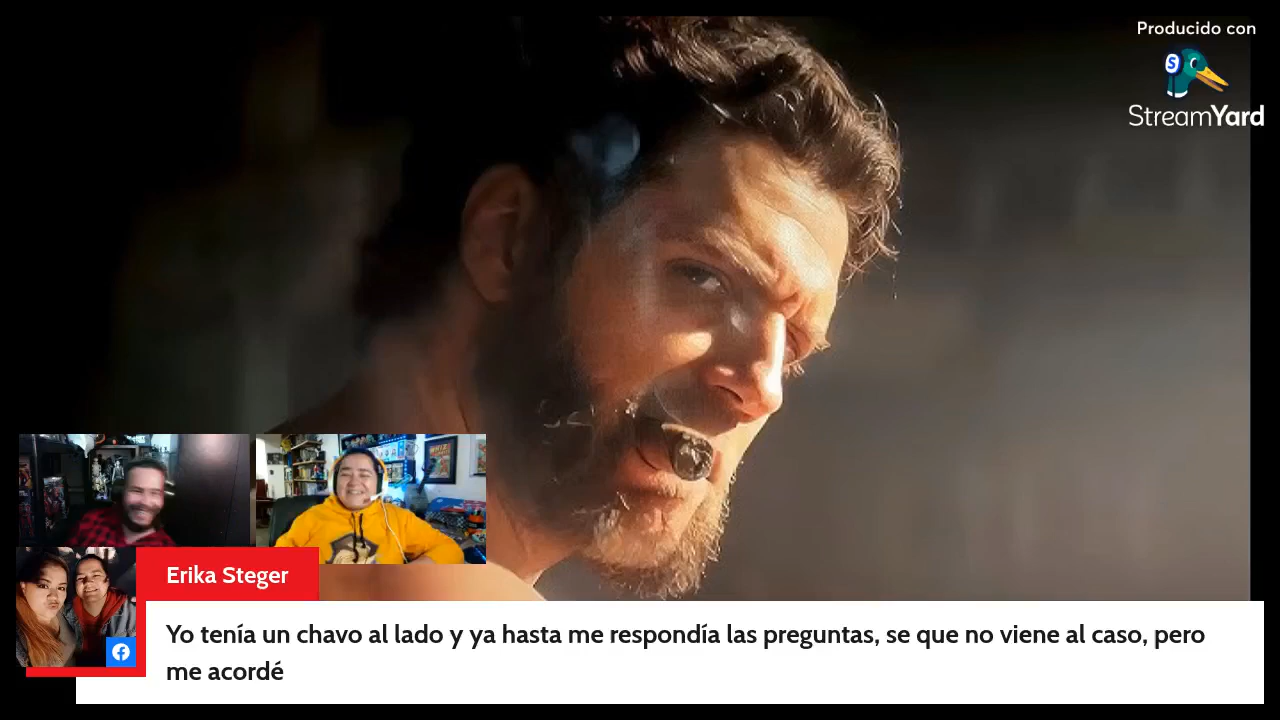 Producido con
StreamYard
Erika Steger
Yo tenía un chavo al lado y ya hasta me respondía las preguntas, se que no viene al caso, pero
me acordé